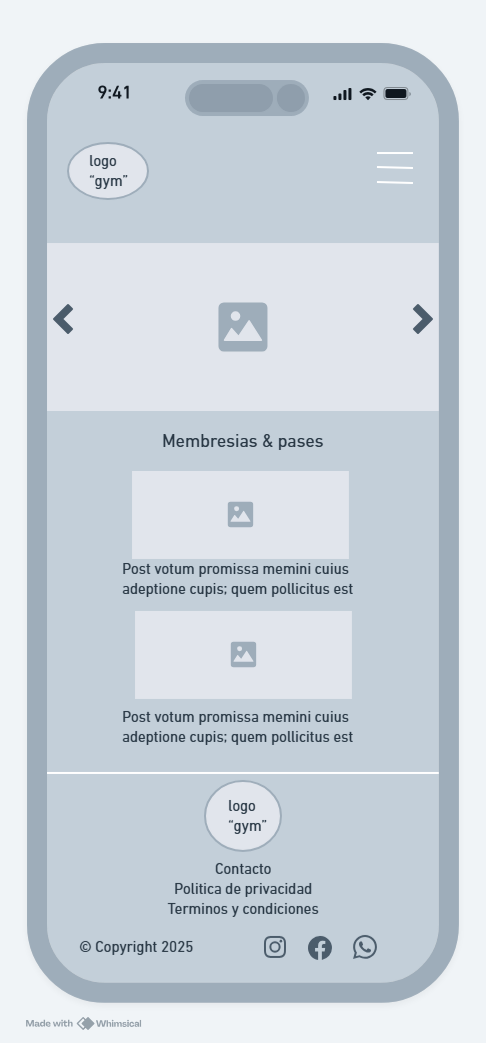 9:41
logo
“gym”
Membresias & pases
Post votum promissa memini cuius
adeptione cupis; quem pollicitus est
Post votum promissa memini cuius
adeptione cupis; quem pollicitus est
logo
“gym”
Contacto
Politica de privacidad
Terminos y condiciones
© Copyright 2025
Made with Whimsical